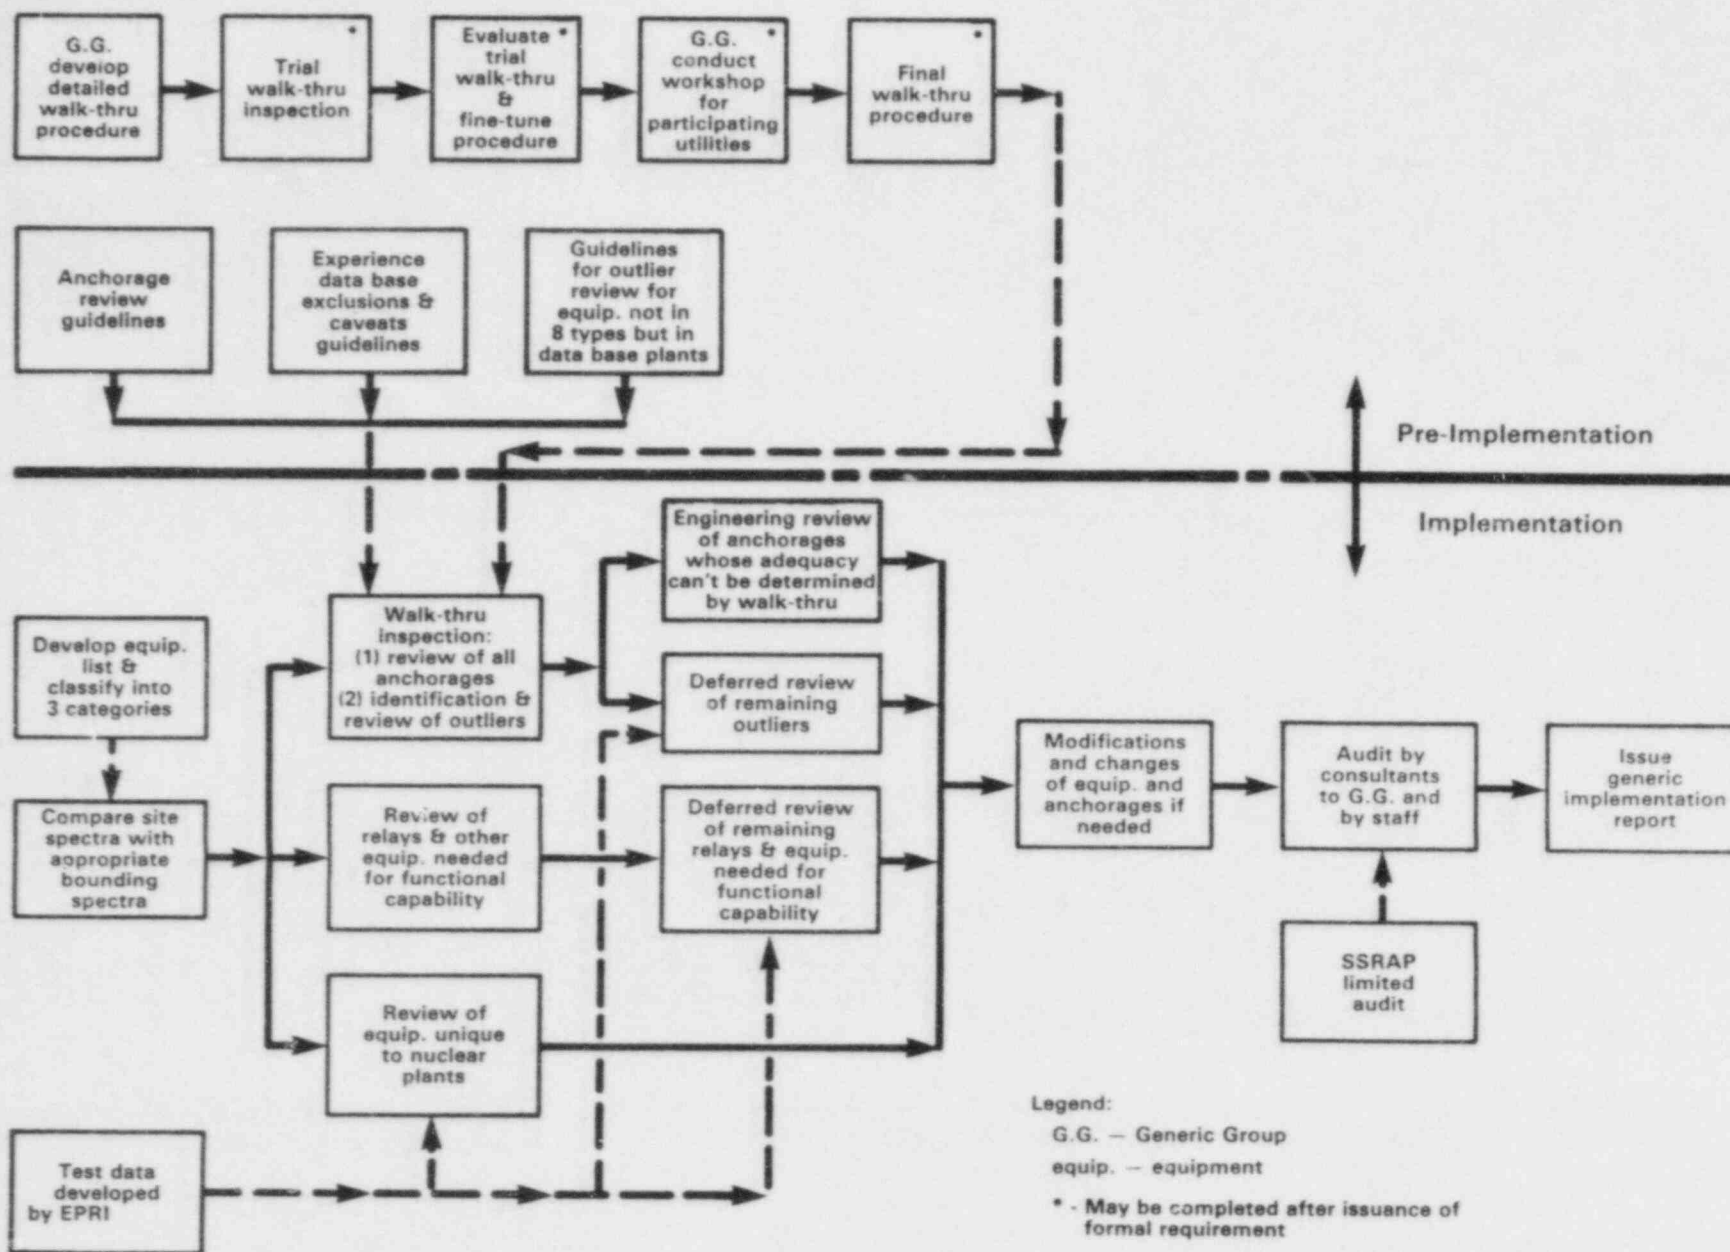 G.G.
develop
detailed
walk-thru
procedure
*
Trial
walk-thru
inspection
Evaluate *
trial
walk-thru
&
fine-tune
procedure
G.G. *
conduct
workshop
for
participating
utilities
*
Final
walk-thru
procedure
Anchorage
review
guidelines
Experience
data base
exclusions &
caveats
guidelines
Guidelines
for outlier
review for
equip. not in
8 types but in
data base plants
Pre-Implementation
Implementation
Develop equip.
list &
classify into
3 categories
Compare site
spectra with
appropriate
bounding
spectra
Walk-thru
inspection:
(1) review of all
anchorages
(2) identification &
review of outliers
Review of
relays & other
equip. needed
for functional
capability
Review of
equip. unique
to nuclear
plants
Engineering review
of anchorages
whose adequacy
can't be determined
by walk-thru
Deferred review
of remaining
outliers
Deferred review
of remaining
relays & equip.
needed for
functional
capability
Modifications
and changes
of equip. and
anchorages if
needed
Audit by
consultants
to G.G. and
by staff
Issue
generic
implementation
report
SSRAP
limited
audit
Test data
developed
by EPRI
Legend:
G.G. — Generic Group
equip. — equipment
* - May be completed after issuance of
formal requirement